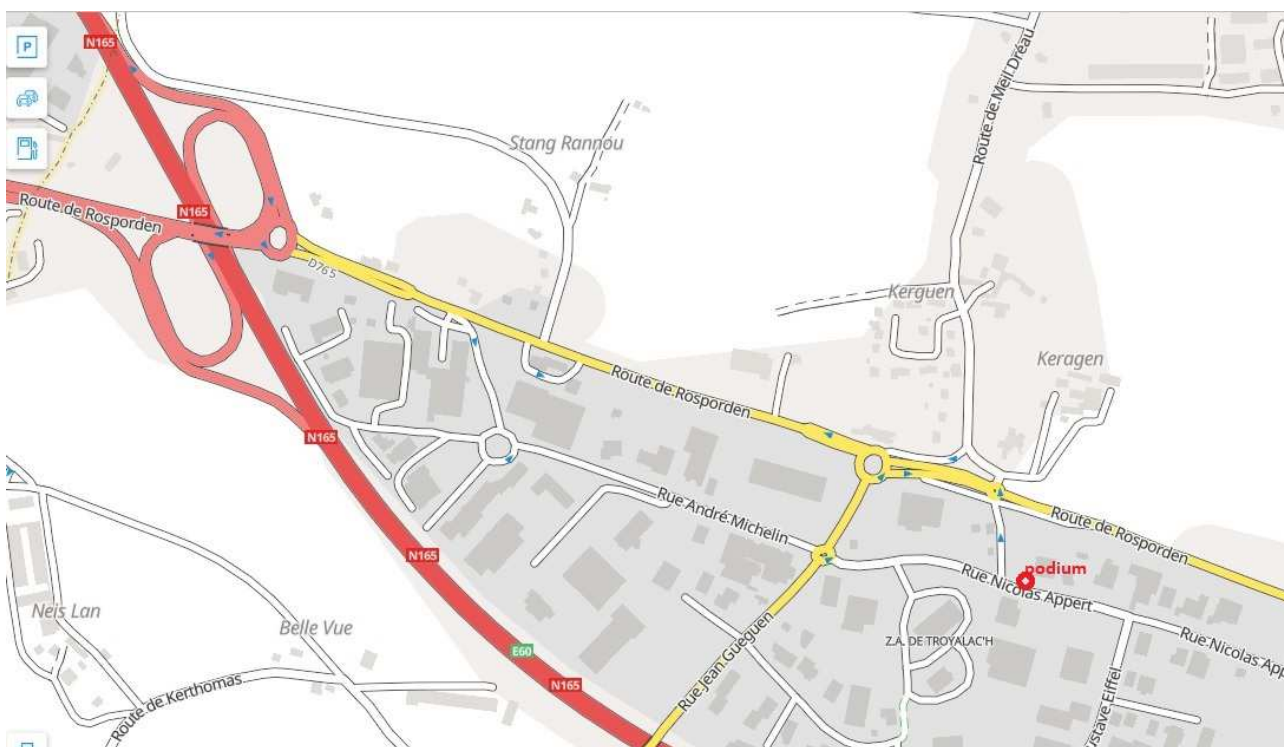 P
N165
Route de Meil Dréau
Stang Rannou
Route de Rosporden
N165
D765
Kerguen
Keragen
Route de Rosporden
N165
Rue André Michelin
Route de Rosporden
N165
podium
Rue Nicolas Appert
Neis Lan
Belle Vue
Rue Jean Gueguen
Z.A. DE TROYALAC'H
Rue Nicolas App
E60
N165
Route de Kerthomas
ustave Eiffel